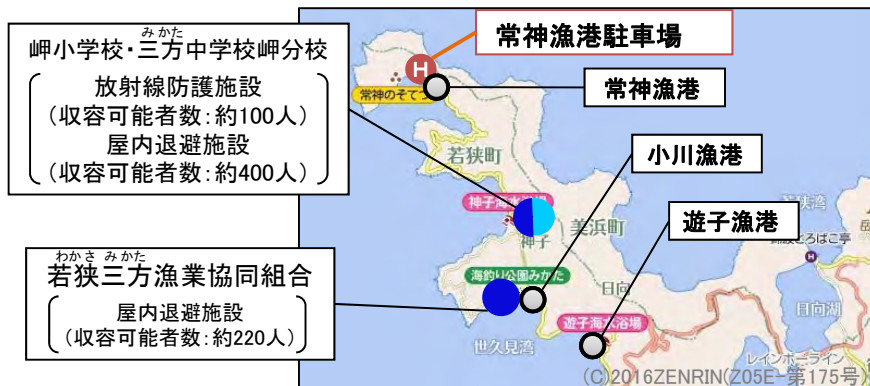 みかた
岬小学校・三方中学校岬分校
放射線防護施設
(収容可能者数:約100人)
屋内退避施設
(収容可能者数:約400人)
わかさ みかた
若狭三方漁業協同組合
屋内退避施設
(収容可能者数:約220人)
常神漁港駐車場
H
常神のそてつ
常神漁港
若狭町
小川漁港
神子海水浴場
神子
美浜町
遊子漁港
海釣り公園みかた
日向
遊子海水浴場
世久見湾
H
日向湖
レインボーライン
(C)2016ZENRIN(Z05E-第175号)